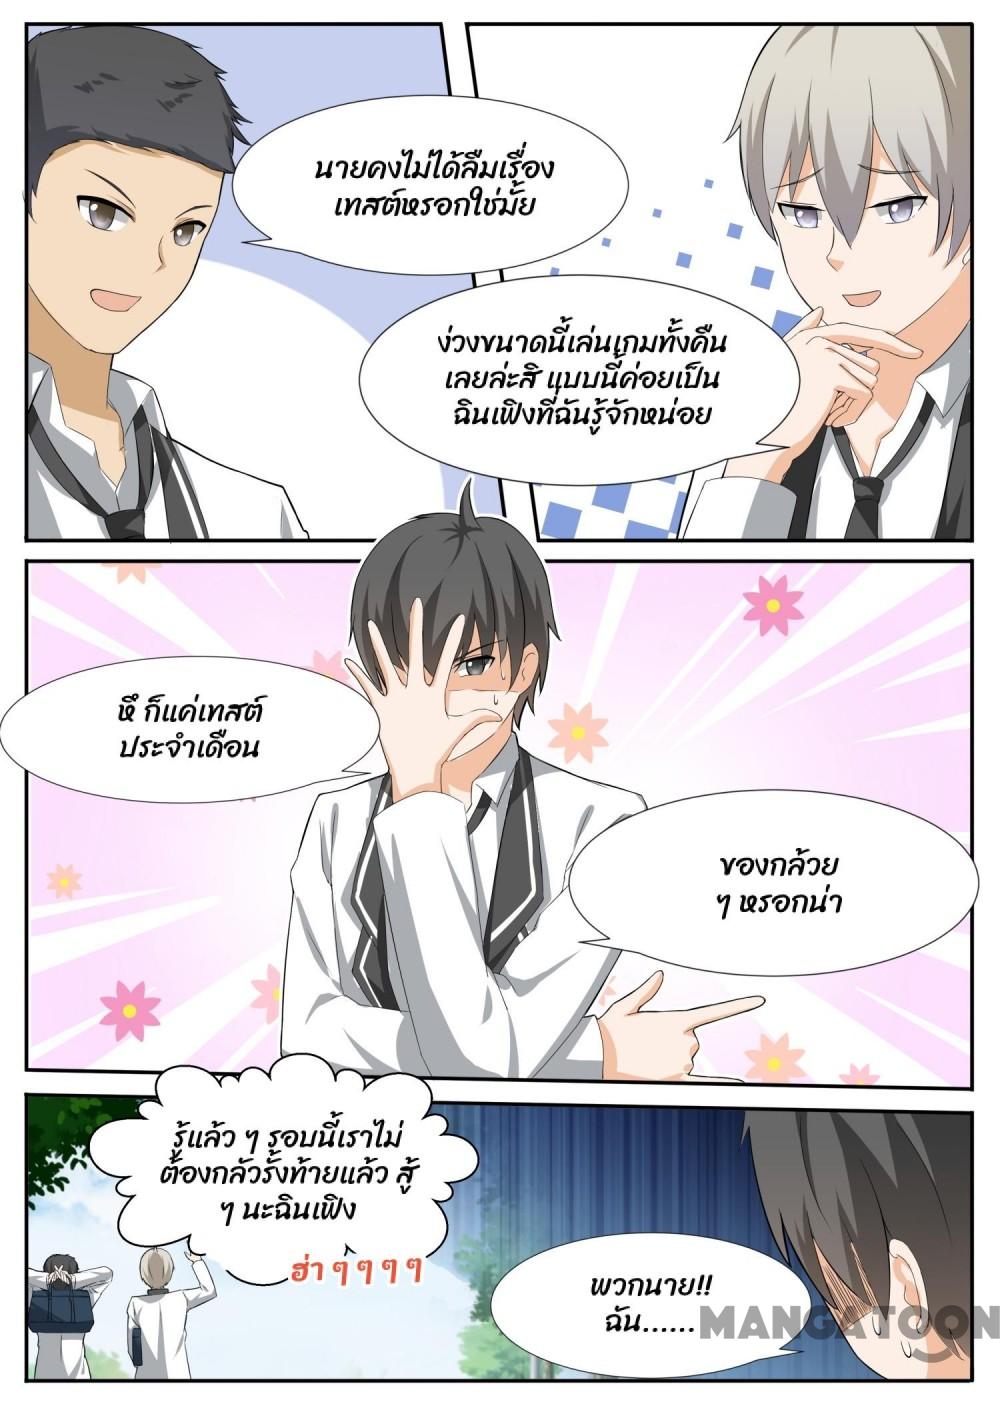 นายคงไม่ได้ลืมเรื่อง
เทสต์หรอกใช่มั้ย
ง่วงขนาดนี้เล่นเกมทั้งคืน
เลยล่ะสิ แบบนี้ค่อยเป็น
ฉินเฟิงที่ฉันรู้จักหน่อย
หึ ก็แค่เทสต์
ประจำเดือน
ของกล้วย
ๆ หรอกน่า
รู้แล้ว ๆ รอบนี้เราไม่
ต้องกลัวรั้งท้ายแล้ว สู้
ๆ นะฉินเฟิง
ฮ่า ๆ ๆ ๆ ๆ
พวกนาย!!
ฉัน......
MANGATOON